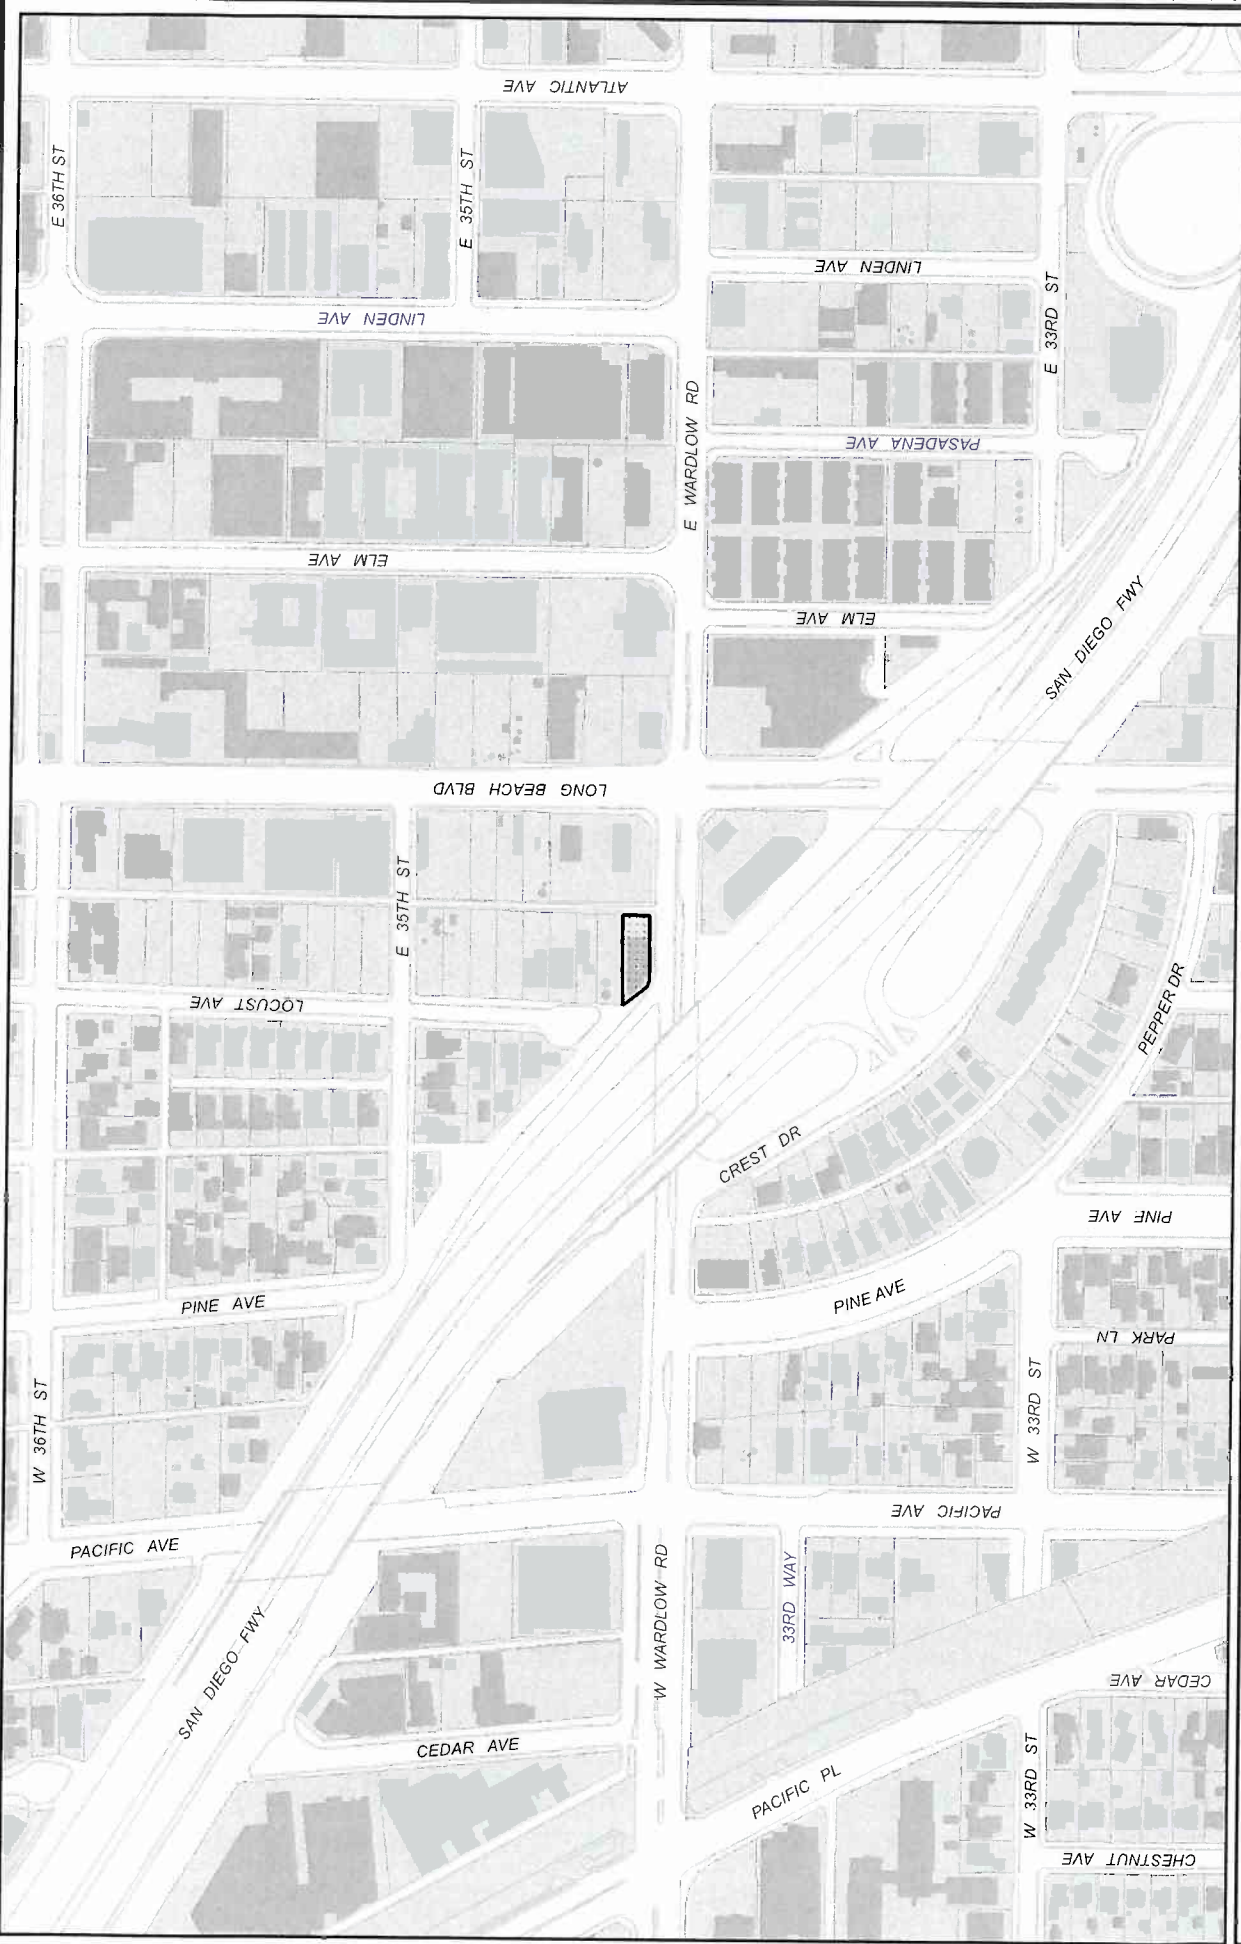 ATLANTIC AVE
E 36TH ST
E 35TH ST
LINDEN AVE
E 33RD ST
LINDEN AVE
E WARDLOW RD
PASADENA AVE
ELM AVE
ELM AVE
SAN DIEGO FWY
LONG BEACH BLVD
E 35TH ST
LOCUST AVE
PEPPER DR
CREST DR
PINE AVE
PINE AVE
PINE AVE
PARK LN
W 36TH ST
W 33RD ST
PACIFIC AVE
PACIFIC AVE
33RD WAY
W WARDLOW RD
SAN DIEGO FWY
CEDAR AVE
CEDAR AVE
PACIFIC PL
W 33RD ST
CHESTNUT AVE